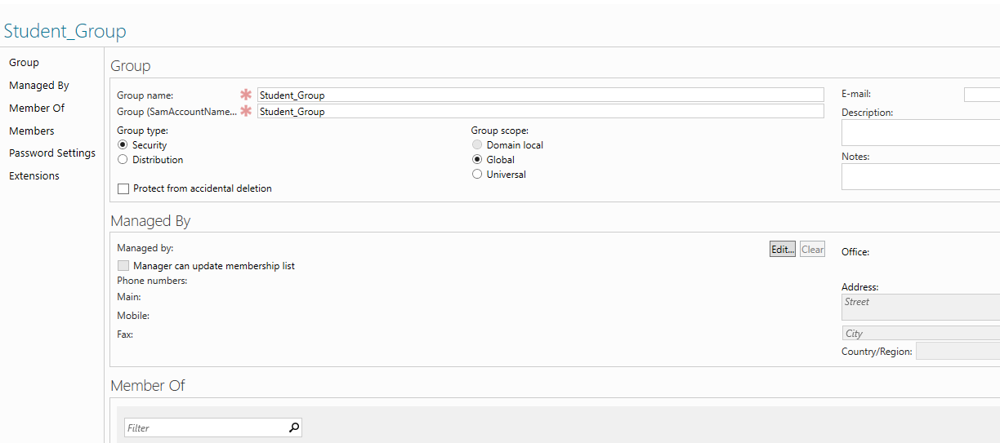 Student_Group
Group
Managed By
Member Of
Members
Password Settings
Extensions
Group
Group name:
Student_Group
Group (SamAccountName...
Student_Group
Group type:
Security
Distribution
Protect from accidental deletion
Group scope:
Domain local
Global
Universal
E-mail:
Description:
Notes:
Managed By
Managed by:
Edit...
Clear
Manager can update membership list
Phone numbers:
Main:
Mobile:
Fax:
Office:
Address:
Street
City
Country/Region:
Member Of
Filter